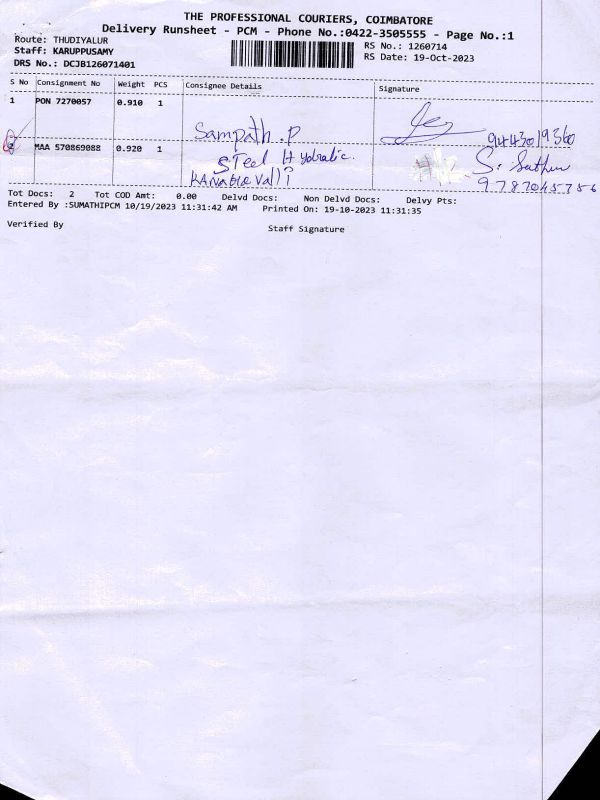 THE PROFESSIONAL COURIERS, COIMBATORE
Delivery Runsheet - PCM - Phone No.:0422-3505555 - Page No.:1
Route: THUDIYALUR
Staff: KARUPPUSAMY
DRS No.: DCJB126071401
RS No.: 1260714
RS Date: 19-Oct-2023
S No Consignment No Weight PCS Consignee Details Signature
1 PON 7270057 0.910 1
Sampath.P 9443019360
2 MAA 570869088 0.920 1
STeel Hydralic. S.
9787045756
Tot Docs: 2 Tot COD Amt: 0.00 Delvd Docs: Non Delvd Docs: Delvy Pts:
Entered By :SUMATHIPCM 10/19/2023 11:31:42 AM Printed On: 19-10-2023 11:31:35
Verified By Staff Signature